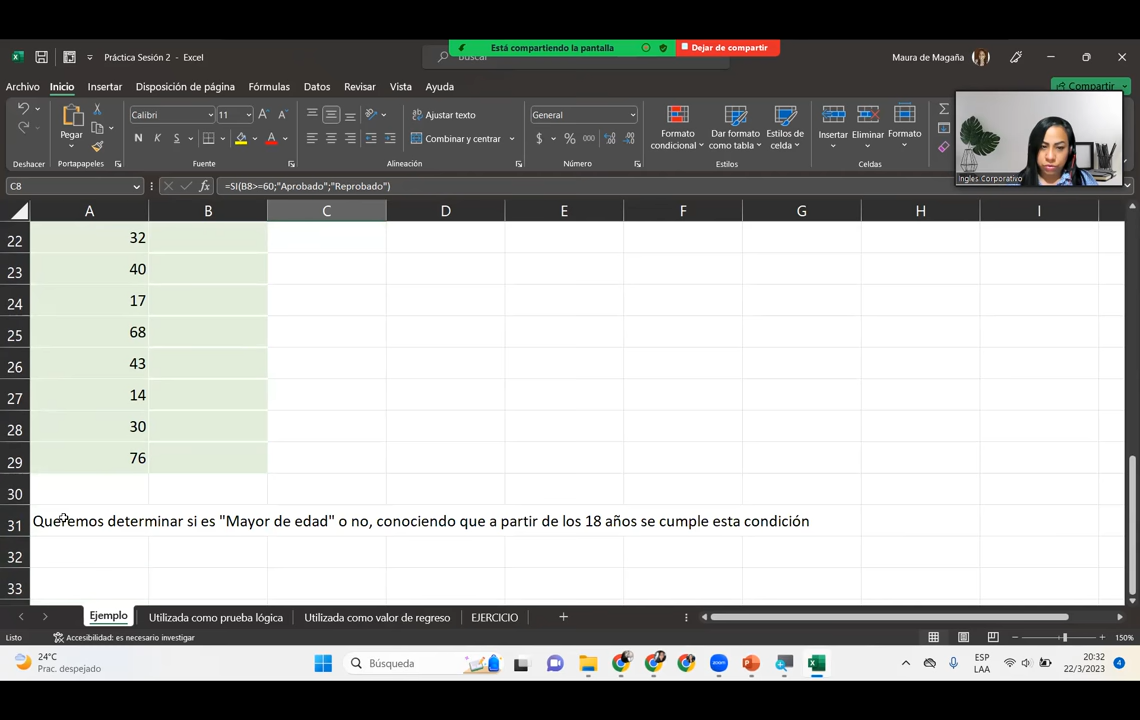 Práctica Sesión 2 - Excel
Está compartiendo la pantalla
Dejar de compartir
Buscar
Maura de Magaña
Archivo Inicio Insertar Disposición de página Fórmulas Datos Revisar Vista Ayuda
Compartir
Pegar
Calibri 11
N K S
Ajustar texto
Combinar y centrar
General
$ % 000
Formato condicional
Dar formato como tabla
Estilos de celda
Insertar Eliminar Formato
Deshacer Portapapeles Fuente Alineación Número Estilos Celdas
Ingles Corporativo
C8
=SI(B8>=60;"Aprobado";"Reprobado")
A B C D E F G H I
22 32
23 40
24 17
25 68
26 43
27 14
28 30
29 76
30
31 Queremos determinar si es "Mayor de edad" o no, conociendo que a partir de los 18 años se cumple esta condición
32
33
Ejemplo Utilizada como prueba lógica Utilizada como valor de regreso EJERCICIO
Listo Accesibilidad: es necesario investigar 150%
24°C
Prac. despejado
Búsqueda
zoom
ESP
LAA
20:32
22/3/2023
4